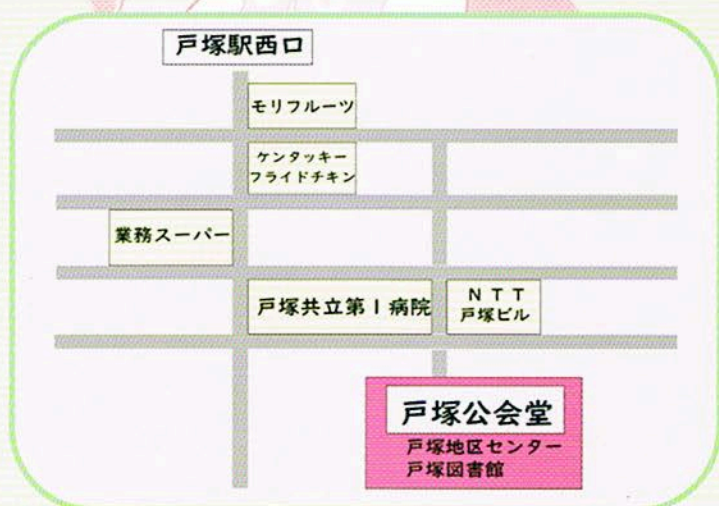 戸塚駅西口
モリフルーツ
ケンタッキー
フライドチキン
業務スーパー
戸塚共立第1病院
NTT
戸塚ビル
戸塚公会堂
戸塚地区センター
戸塚図書館